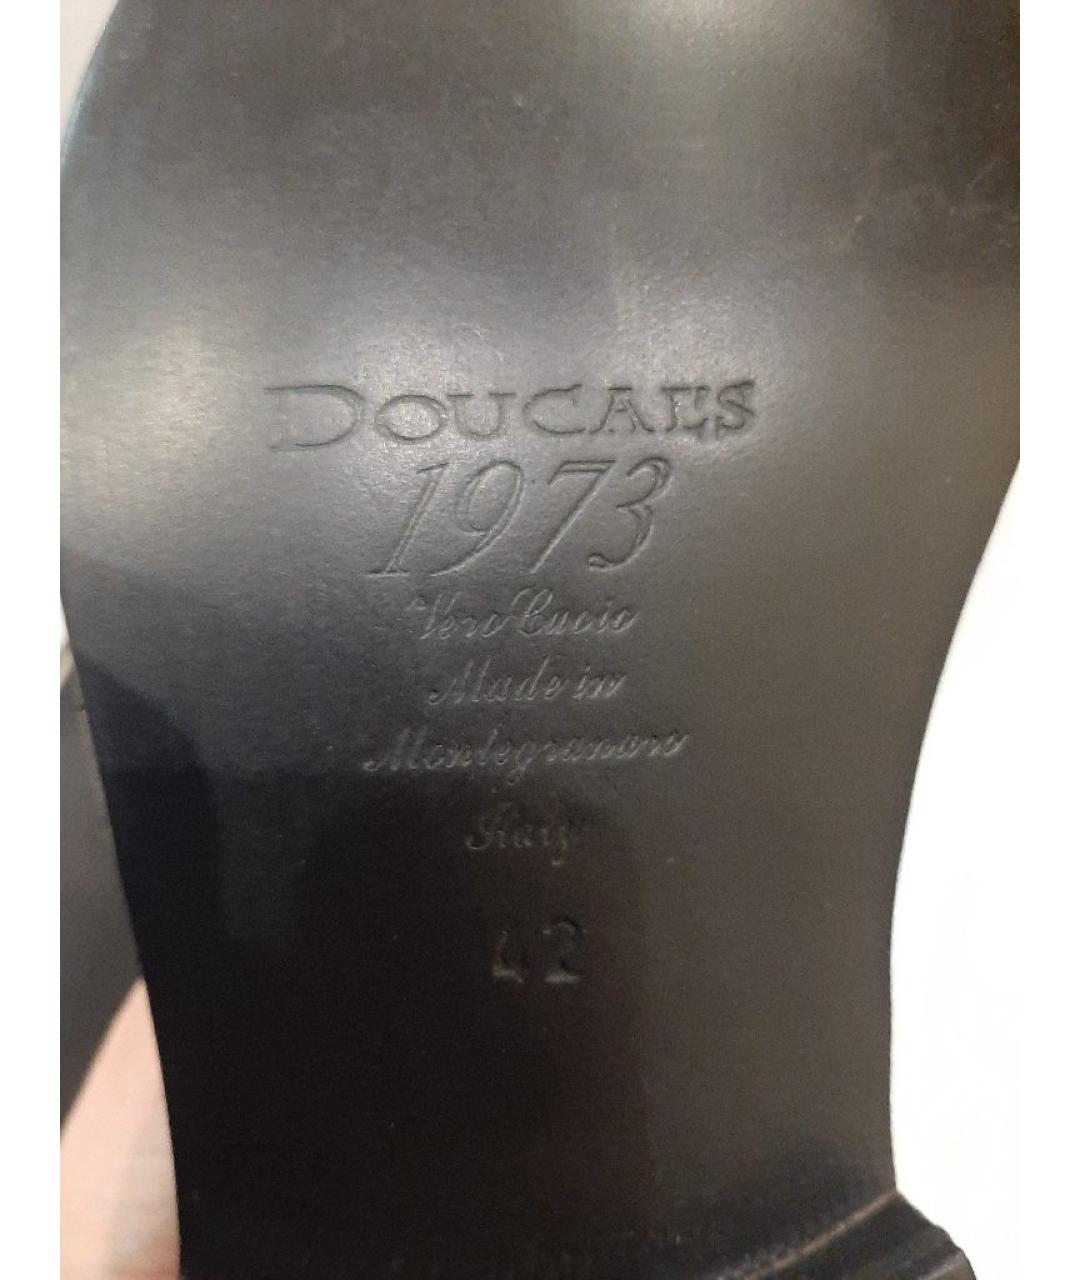 DOUCAL'S
1973
Vero Cuoio
Made in
Montegranaro
Italy
42